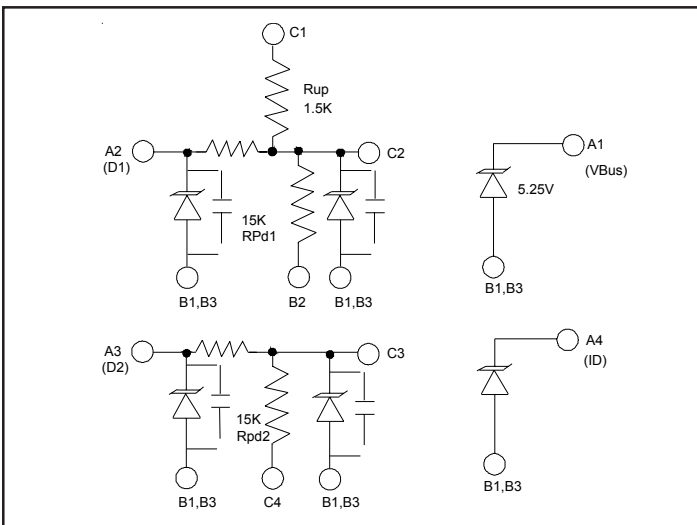 C1
Rup
1.5K
A2
(D1)
C2
A1
(VBus)
5.25V
15K
RPd1
B1,B3
B2
B1,B3
B1,B3
A3
(D2)
C3
A4
(ID)
15K
Rpd2
B1,B3
C4
B1,B3
B1,B3